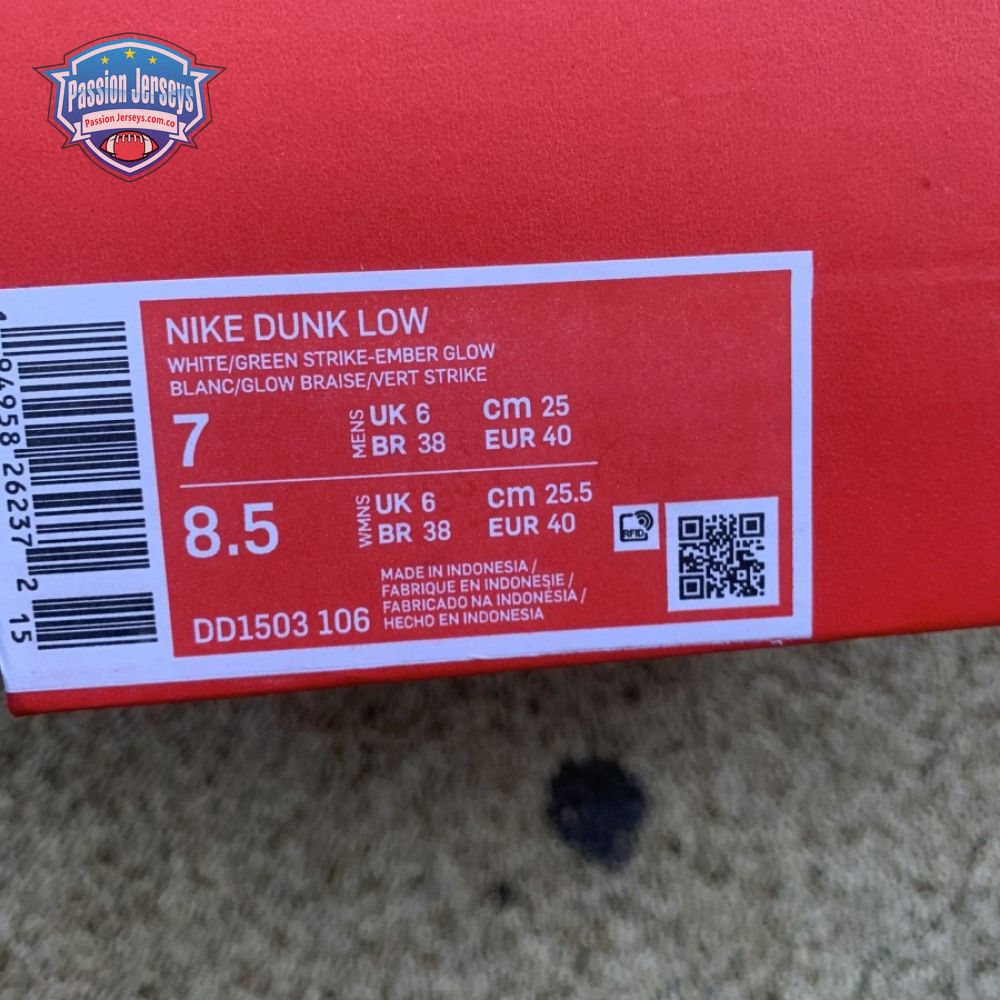 Passion Jerseys
Passion Jerseys.com.co
NIKE DUNK LOW
WHITE/GREEN STRIKE-EMBER GLOW
BLANC/GLOW BRAISE/VERT STRIKE
7
MENS
UK 6
cm 25
BR 38
EUR 40
8.5
WMNS
UK 6
cm 25.5
BR 38
EUR 40
RFID
MADE IN INDONESIA /
FABRIQUE EN INDONESIE /
FABRICADO NA INDONÉSIA /
HECHO EN INDONESIA
DD1503 106
94958 26237 2 15